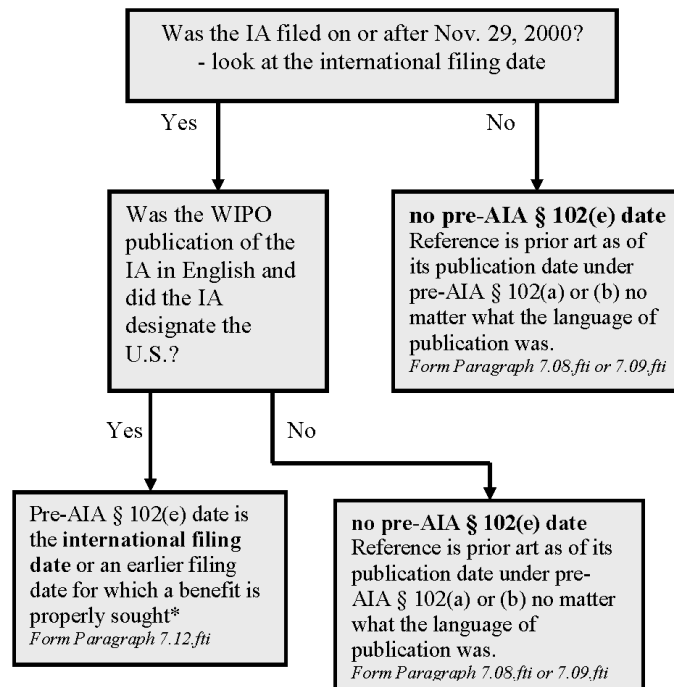 Was the IA filed on or after Nov. 29, 2000?
- look at the international filing date
Yes
No
Was the WIPO
publication of the
IA in English and
did the IA
designate the
U.S.?
no pre-AIA § 102(e) date
Reference is prior art as of
its publication date under
pre-AIA § 102(a) or (b) no
matter what the language of
publication was.
Form Paragraph 7.08.fti or 7.09.fti
Yes
No
Pre-AIA § 102(e) date is
the international filing
date or an earlier filing
date for which a benefit is
properly sought*
Form Paragraph 7.12.fti
no pre-AIA § 102(e) date
Reference is prior art as of its
publication date under pre-
AIA § 102(a) or (b) no matter
what the language of
publication was.
Form Paragraph 7.08.fti or 7.09.fti